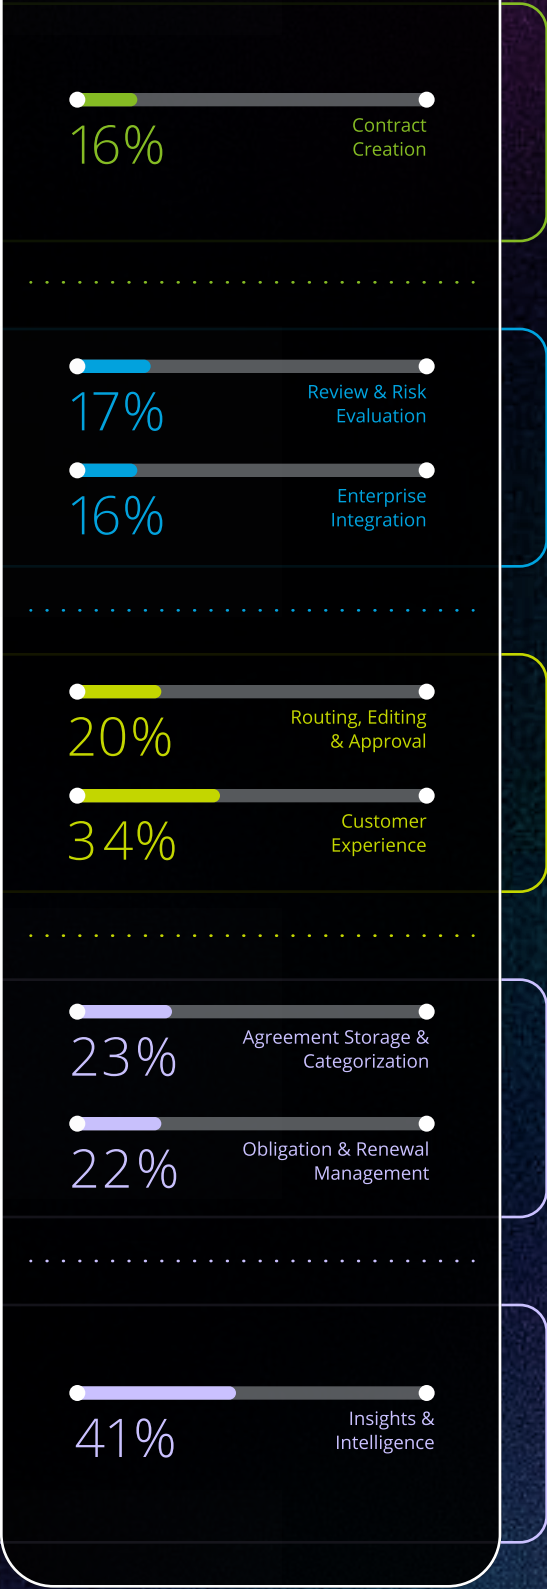 16%
Contract
Creation
17%
Review & Risk
Evaluation
16%
Enterprise
Integration
20%
Routing, Editing
& Approval
34%
Customer
Experience
23%
Agreement Storage &
Categorization
22%
Obligation & Renewal
Management
41%
Insights &
Intelligence